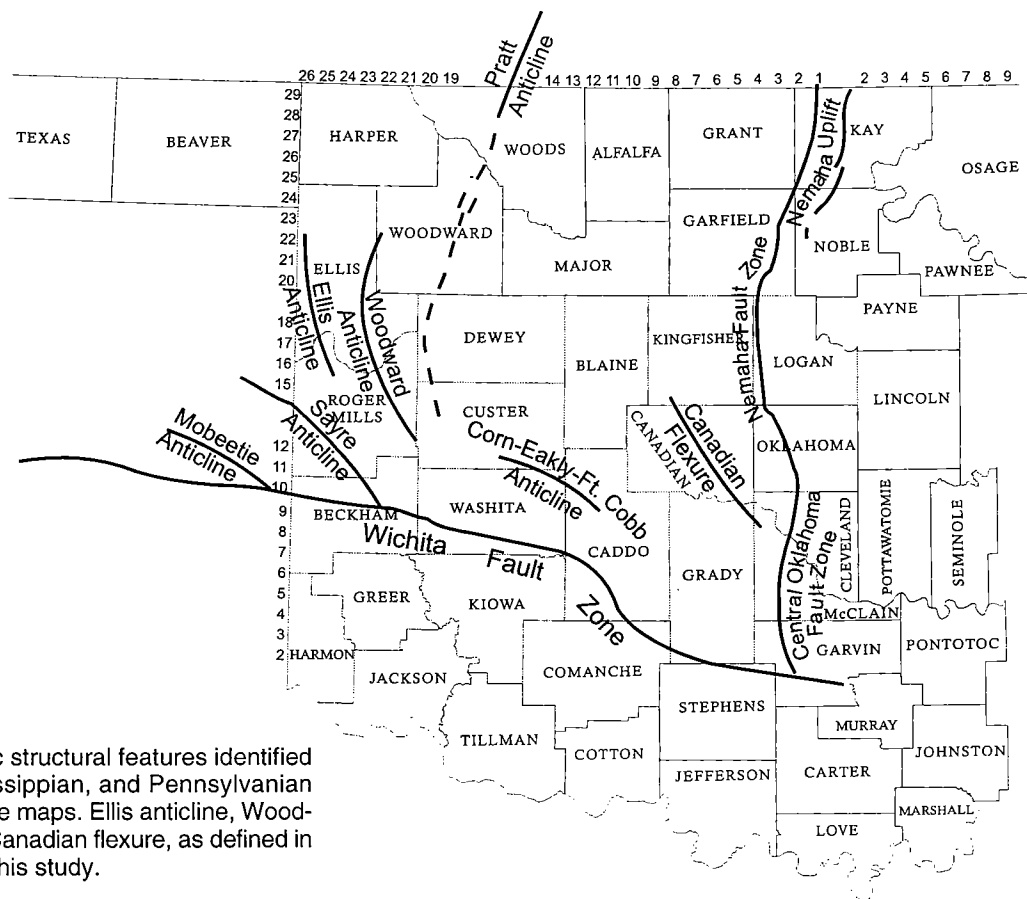 Pratt
Anticline
26 25 24 23 22 21 20 19 14 13 12 11 10 9 8 7 6 5 4 3 2 1 2 3 4 5 6 7 8 9
29
28
27
26
25
24
23
22
21
20
18
17
16
15
12
11
10
9
8
7
6
5
4
3
2
TEXAS
BEAVER
HARPER
WOODS
ALFALFA
GRANT
KAY
OSAGE
Nemaha Uplift
WOODWARD
GARFIELD
NOBLE
MAJOR
PAWNEE
ELLIS
Ellis
Anticline
Woodward
Anticline
Nemaha Fault Zone
PAYNE
DEWEY
BLAINE
KINGFISHER
LOGAN
LINCOLN
ROGER
MILLS
CUSTER
Sayre
Anticline
Mobeetie
Anticline
Corn-Eakly-Ft. Cobb
Anticline
CANADIAN
Canadian
Flexure
OKLAHOMA
BECKHAM
WASHITA
CADDO
Wichita
Fault
Zone
Central Oklahoma
Fault Zone
CLEVELAND
POTTAWATOMIE
SEMINOLE
GREER
KIOWA
GRADY
McCLAIN
HARMON
JACKSON
COMANCHE
GARVIN
PONTOTOC
STEPHENS
MURRAY
TILLMAN
COTTON
JEFFERSON
CARTER
JOHNSTON
MARSHALL
LOVE
c structural features identified
ssippian, and Pennsylvanian
e maps. Ellis anticline, Wood-
Canadian flexure, as defined in
his study.